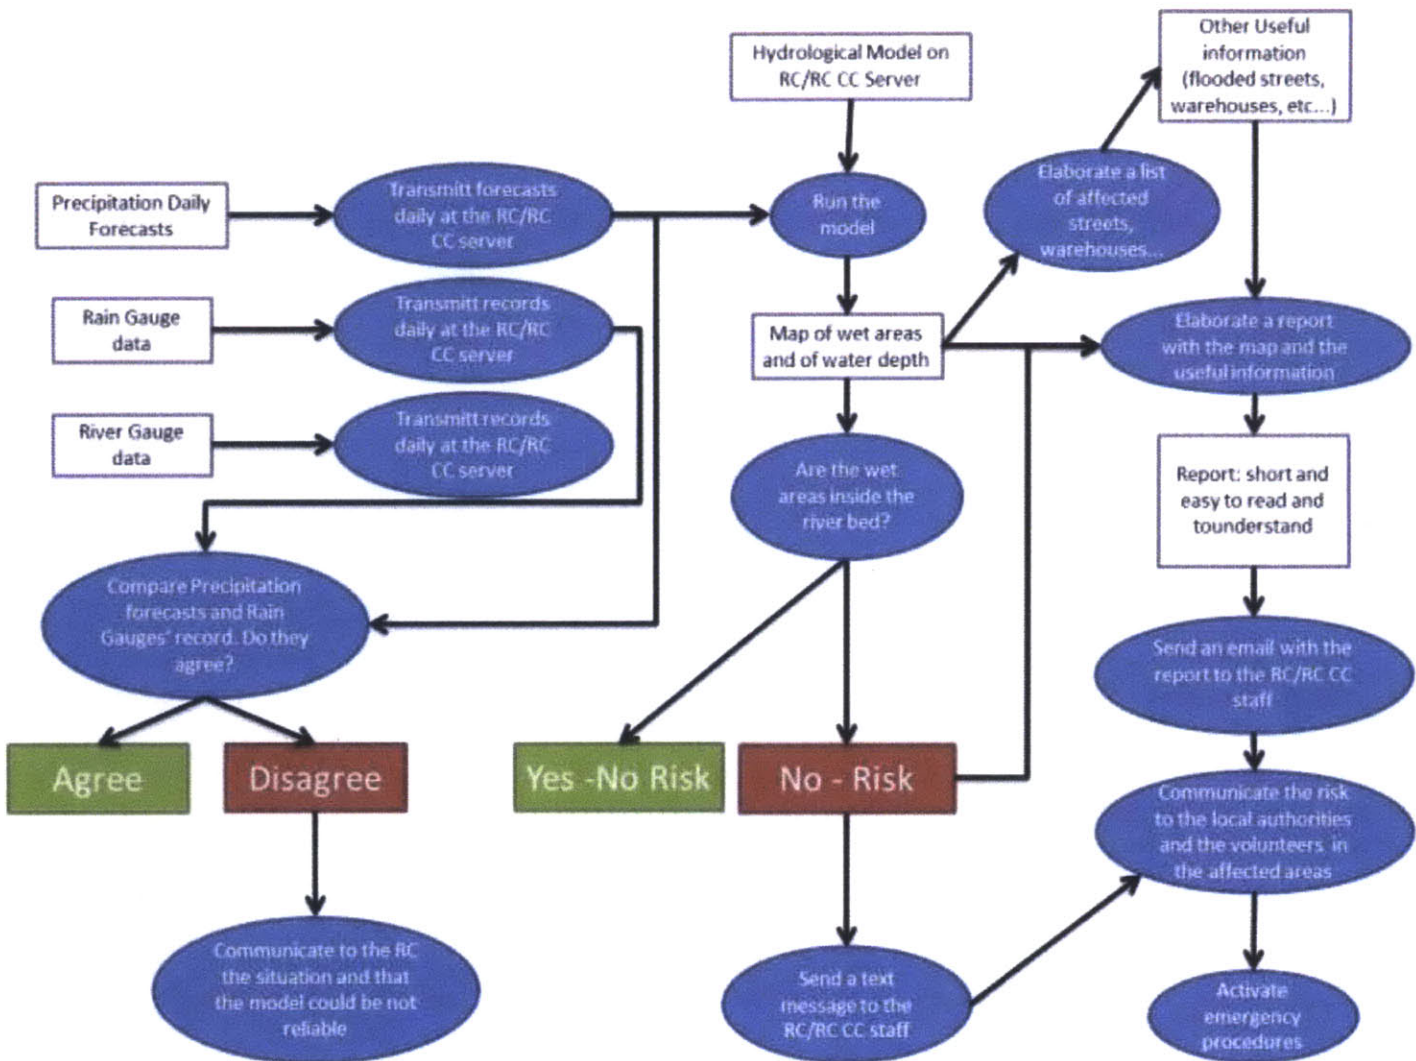 Hydrological Model on
RC/RC CC Server
Other Useful
information
(flooded streets,
warehouses, etc...)
Precipitation Daily
Forecasts
Transmitt forecasts
daily at the RC/RC
CC server
Run the
model
Elaborate a list
of affected
streets,
warehouses...
Rain Gauge
data
Transmitt records
daily at the RC/RC
CC server
Map of wet areas
and of water depth
Elaborate a report
with the map and the
useful information
River Gauge
data
Transmitt records
daily at the RC/RC
CC server
Are the wet
areas inside the
river bed?
Report: short and
easy to read and
tounderstand
Compare Precipitation
forecasts and Rain
Gauges' record. Do they
agree?
Send an email with the
report to the RC/RC CC
staff
Agree
Disagree
Yes -No Risk
No - Risk
Communicate the risk
to the local authorities
and the volunteers in
the affected areas
Communicate to the RC
the situation and that
the model could be not
reliable
Send a text
message to the
RC/RC CC staff
Activate
emergency
procedures